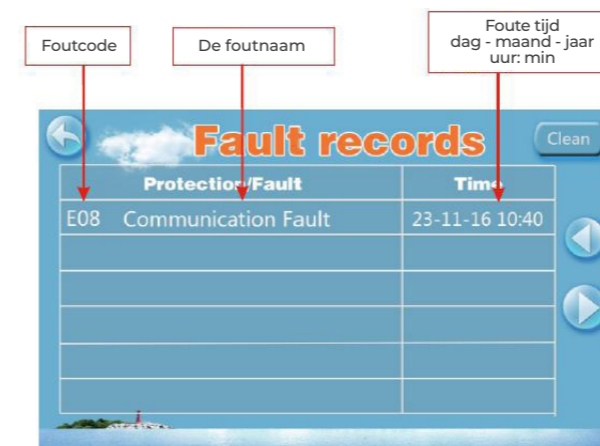 Foutcode
De foutnaam
Foute tijd
dag - maand - jaar
uur: min
Fault records
Clean
Protection/Fault
Time
E08 Communication Fault 23-11-16 10:40